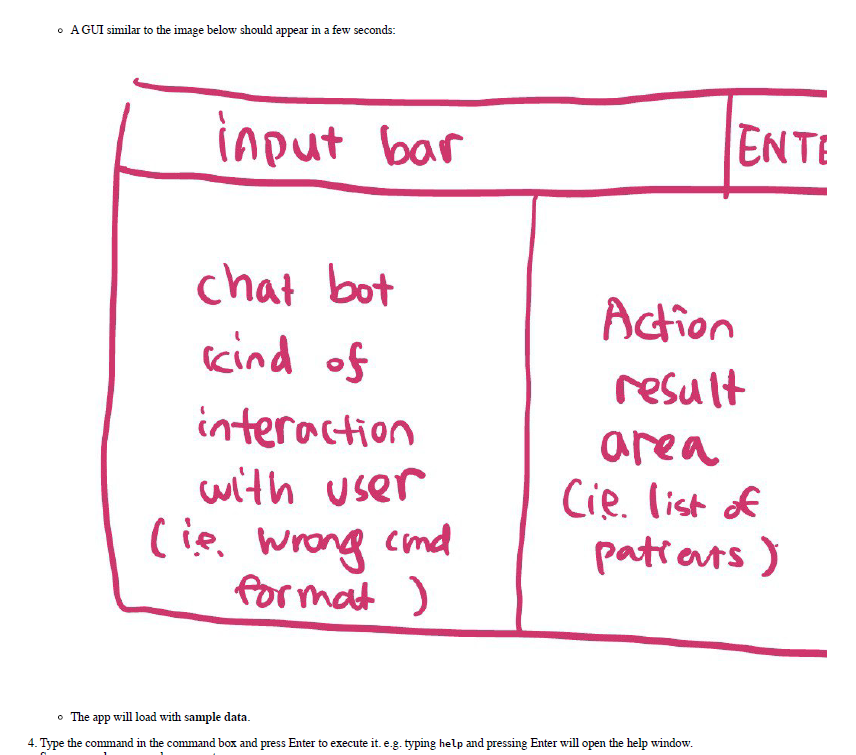 A GUI similar to the image below should appear in a few seconds:
input bar
ENTE
chat bot
kind of
interaction
with user
(ie. wrong cmd
format )
Action
result
area
(ie. list of
patients )
The app will load with sample data.
4. Type the command in the command box and press Enter to execute it. e.g. typing help and pressing Enter will open the help window.